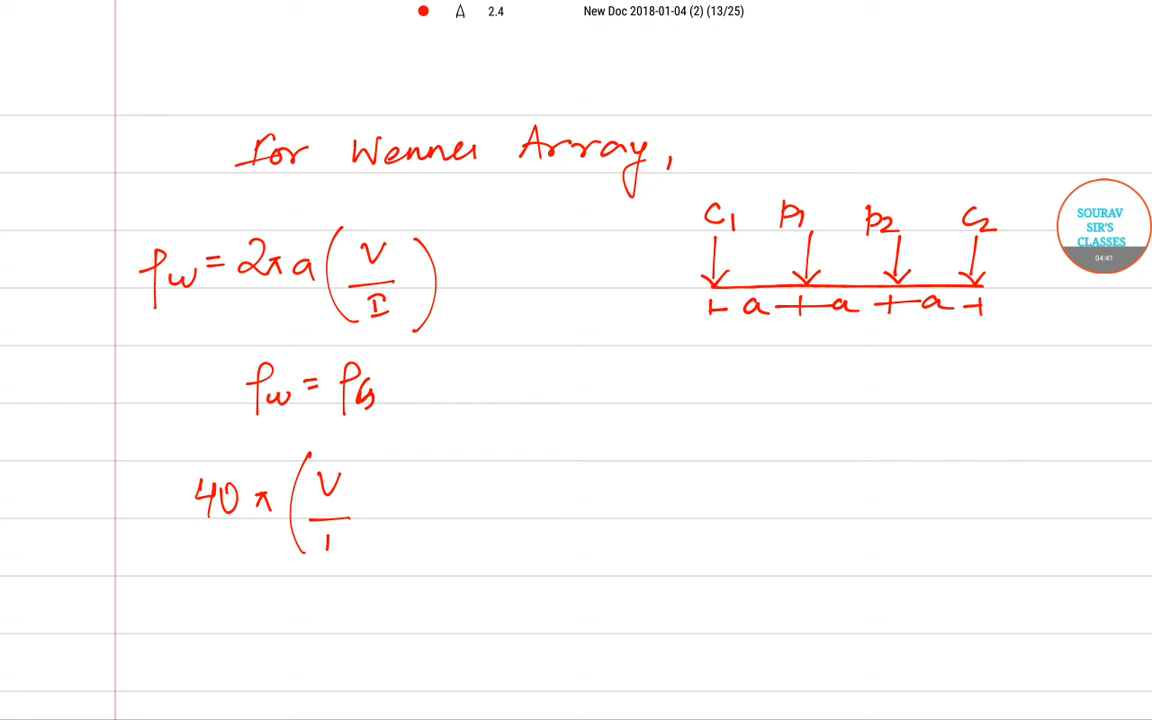 A 2.4 New Doc 2018-01-04 (2) (13/25)
for Wenner Array,
C1 P1 P2 C2
ρw = 2πa (V/I)
a a a
SOURAV
SIR'S
CLASSES
04:41
ρw = ρG
40 π (V/I